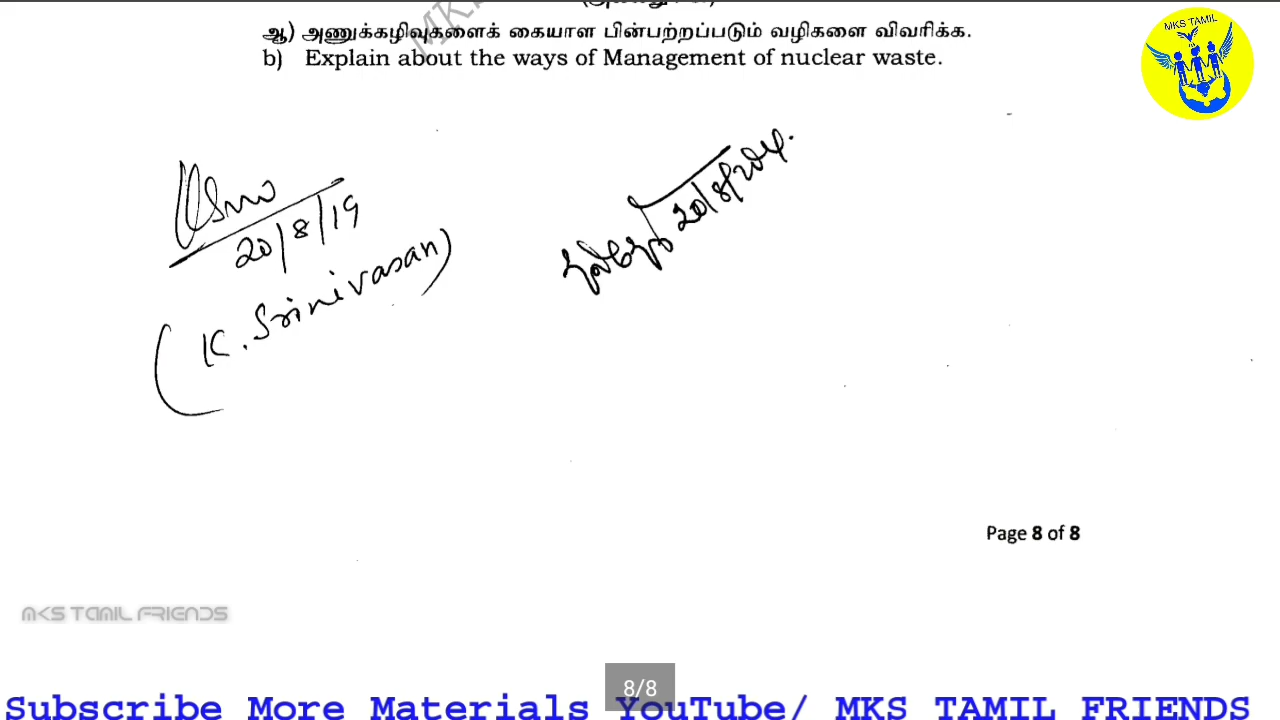 ஆ) அணுக்கழிவுகளைக் கையாள பின்பற்றப்படும் வழிகளை விவரிக்க.
b) Explain about the ways of Management of nuclear waste.
MKS TAMIL
20/8/19
(K. Srinivasan)
20/8/2019.
Page 8 of 8
MKS TAMIL FRIENDS
8/8
Subscribe More Materials YouTube/ MKS TAMIL FRIENDS